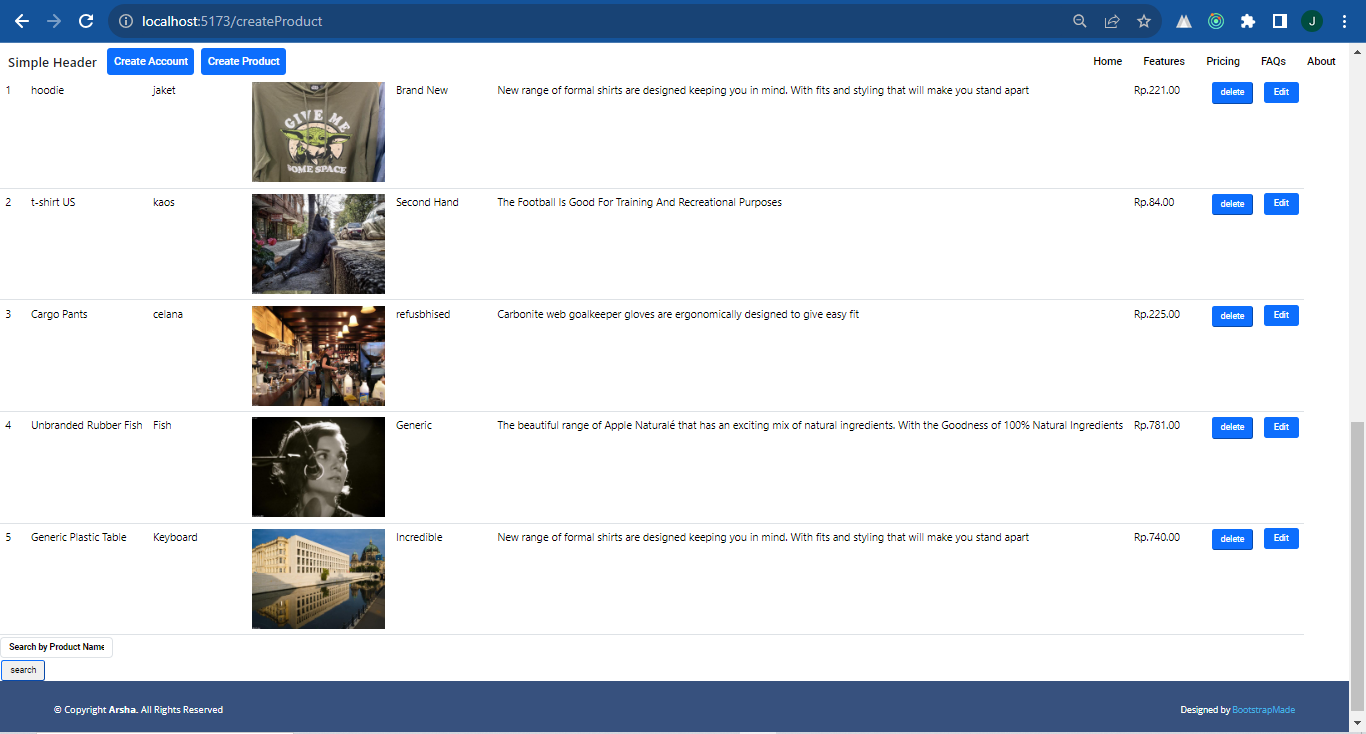 localhost:5173/createProduct
J
Simple Header Create Account Create Product Home Features Pricing FAQs About
1 hoodie jaket Brand New New range of formal shirts are designed keeping you in mind. With fits and styling that will make you stand apart Rp.221.00 delete Edit
GIVE ME
SOME SPACE
2 t-shirt US kaos Second Hand The Football Is Good For Training And Recreational Purposes Rp.84.00 delete Edit
3 Cargo Pants celana refusbhised Carbonite web goalkeeper gloves are ergonomically designed to give easy fit Rp.225.00 delete Edit
4 Unbranded Rubber Fish Fish Generic The beautiful range of Apple Naturalé that has an exciting mix of natural ingredients. With the Goodness of 100% Natural Ingredients Rp.781.00 delete Edit
5 Generic Plastic Table Keyboard Incredible New range of formal shirts are designed keeping you in mind. With fits and styling that will make you stand apart Rp.740.00 delete Edit
Search by Product Name
search
© Copyright Arsha. All Rights Reserved Designed by BootstrapMade